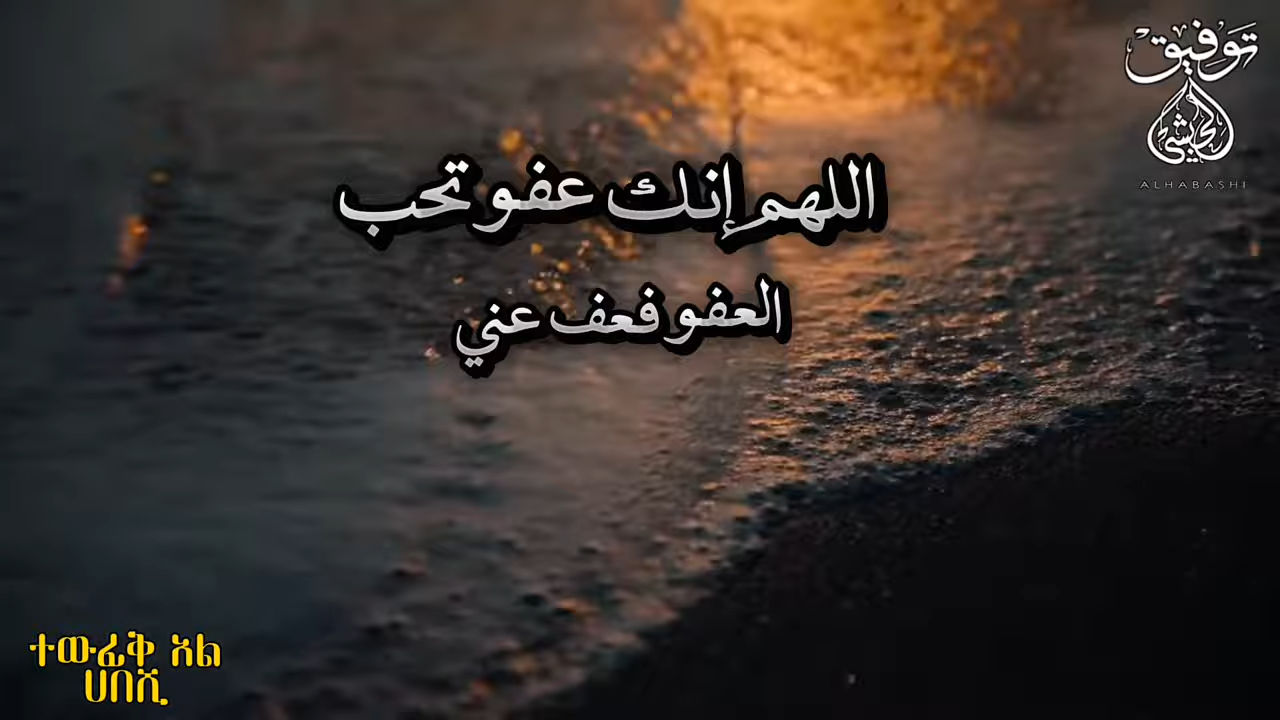 توفيق
الحبشي
ALHABASHI
اللهم إنك عفو تحب
العفو فعف عني
ተውፊቅ አል
ሀበሺ